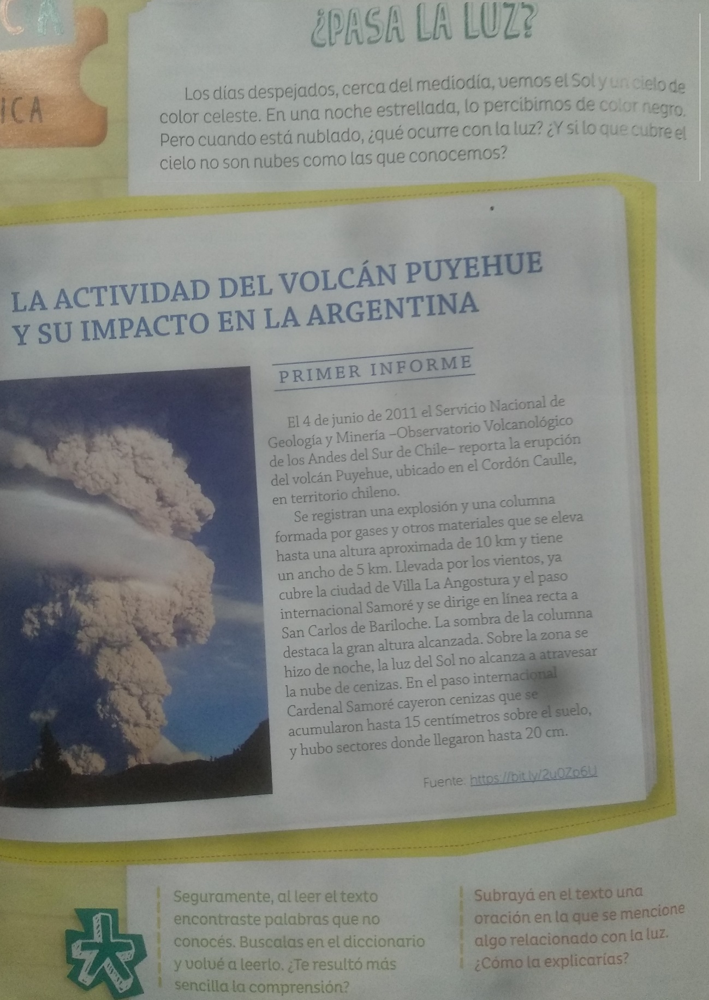 CA
ICA
¿PASA LA LUZ?
Los días despejados, cerca del mediodía, vemos el Sol y un cielo de
color celeste. En una noche estrellada, lo percibimos de color negro.
Pero cuando está nublado, ¿qué ocurre con la luz? ¿Y si lo que cubre el
cielo no son nubes como las que conocemos?
LA ACTIVIDAD DEL VOLCÁN PUYEHUE
Y SU IMPACTO EN LA ARGENTINA
PRIMER INFORME
El 4 de junio de 2011 el Servicio Nacional de
Geología y Minería –Observatorio Volcanológico
de los Andes del Sur de Chile– reporta la erupción
del volcán Puyehue, ubicado en el Cordón Caulle,
en territorio chileno.
Se registran una explosión y una columna
formada por gases y otros materiales que se eleva
hasta una altura aproximada de 10 km y tiene
un ancho de 5 km. Llevada por los vientos, ya
cubre la ciudad de Villa La Angostura y el paso
internacional Samoré y se dirige en línea recta a
San Carlos de Bariloche. La sombra de la columna
destaca la gran altura alcanzada. Sobre la zona se
hizo de noche, la luz del Sol no alcanza a atravesar
la nube de cenizas. En el paso internacional
Cardenal Samoré cayeron cenizas que se
acumularon hasta 15 centímetros sobre el suelo,
y hubo sectores donde llegaron hasta 20 cm.
Fuente: https://bit.ly/2u0Zp6U
Seguramente, al leer el texto
encontraste palabras que no
conocés. Buscalas en el diccionario
y volvé a leerlo. ¿Te resultó más
sencilla la comprensión?
Subrayá en el texto una
oración en la que se mencione
algo relacionado con la luz.
¿Cómo la explicarías?